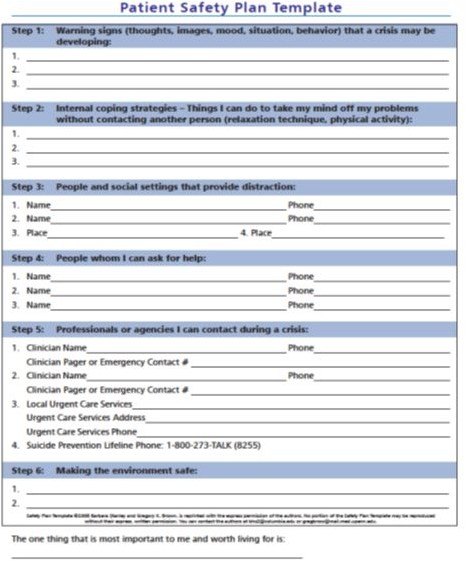 Patient Safety Plan Template
Step 1: Warning signs (thoughts, images, mood, situation, behavior) that a crisis may be
developing:
1.
2.
3.
Step 2: Internal coping strategies – Things I can do to take my mind off my problems
without contacting another person (relaxation technique, physical activity):
1.
2.
3.
Step 3: People and social settings that provide distraction:
1. Name Phone
2. Name Phone
3. Place 4. Place
Step 4: People whom I can ask for help:
1. Name Phone
2. Name Phone
3. Name Phone
Step 5: Professionals or agencies I can contact during a crisis:
1. Clinician Name Phone
Clinician Pager or Emergency Contact #
2. Clinician Name Phone
Clinician Pager or Emergency Contact #
3. Local Urgent Care Services
Urgent Care Services Address
Urgent Care Services Phone
4. Suicide Prevention Lifeline Phone: 1-800-273-TALK (8255)
Step 6: Making the environment safe:
1.
2.
Safety Plan Template ©2008 Barbara Stanley and Gregory K. Brown, is reprinted with the express permission of the authors. No portion of the Safety Plan Template may be reproduced
without their express, written permission. You can contact the authors at bhs2@columbia.edu or gregbrow@mail.med.upenn.edu.
The one thing that is most important to me and worth living for is: